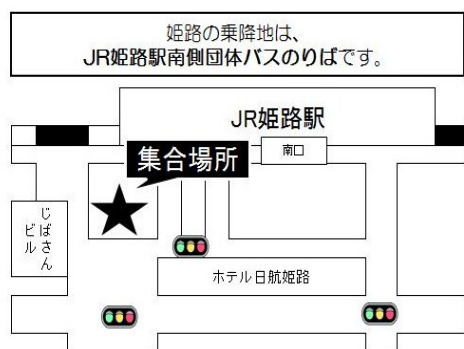 姫路の乗降地は、
JR姫路駅南側団体バスのりばです。
JR姫路駅
南口
集合場所
じばさん
ビル
ホテル日航姫路